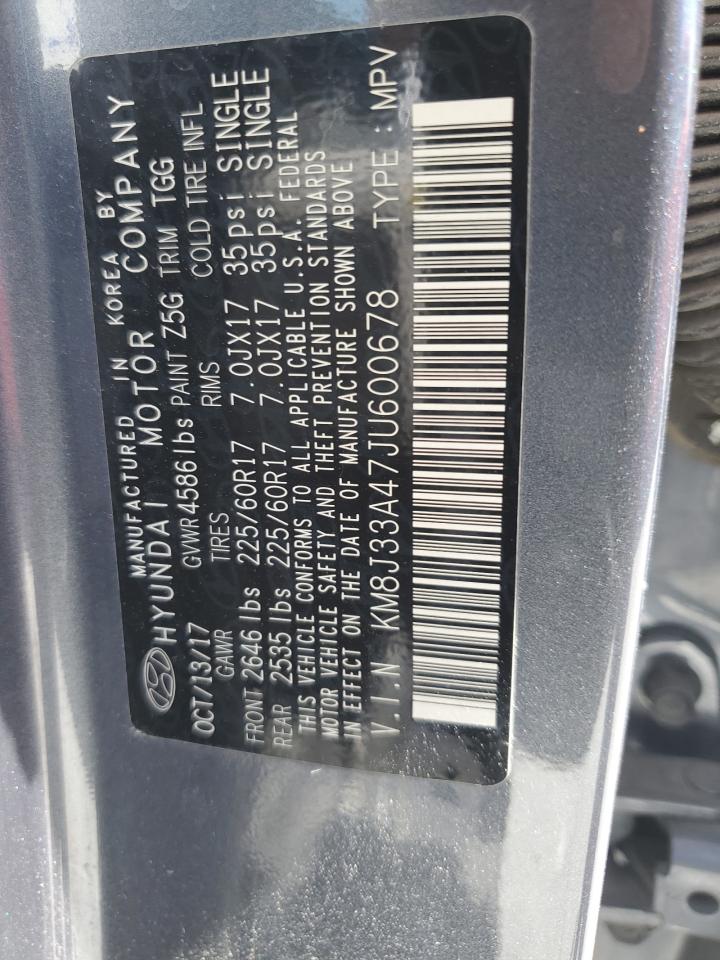 MANUFACTURED IN KOREA BY
HYUNDAI MOTOR COMPANY
OCT/13/17 GVWR 4586 lbs PAINT Z5G TRIM TGG
GAWR TIRES RIMS COLD TIRE INFL
FRONT 2646 lbs 225/60R17 7.0JX17 35psi SINGLE
REAR 2535 lbs 225/60R17 7.0JX17 35psi SINGLE
THIS VEHICLE CONFORMS TO ALL APPLICABLE U.S.A. FEDERAL
MOTOR VEHICLE SAFETY AND THEFT PREVENTION STANDARDS
IN EFFECT ON THE DATE OF MANUFACTURE SHOWN ABOVE
V.I.N KM8J33A47JU600678 TYPE : MPV